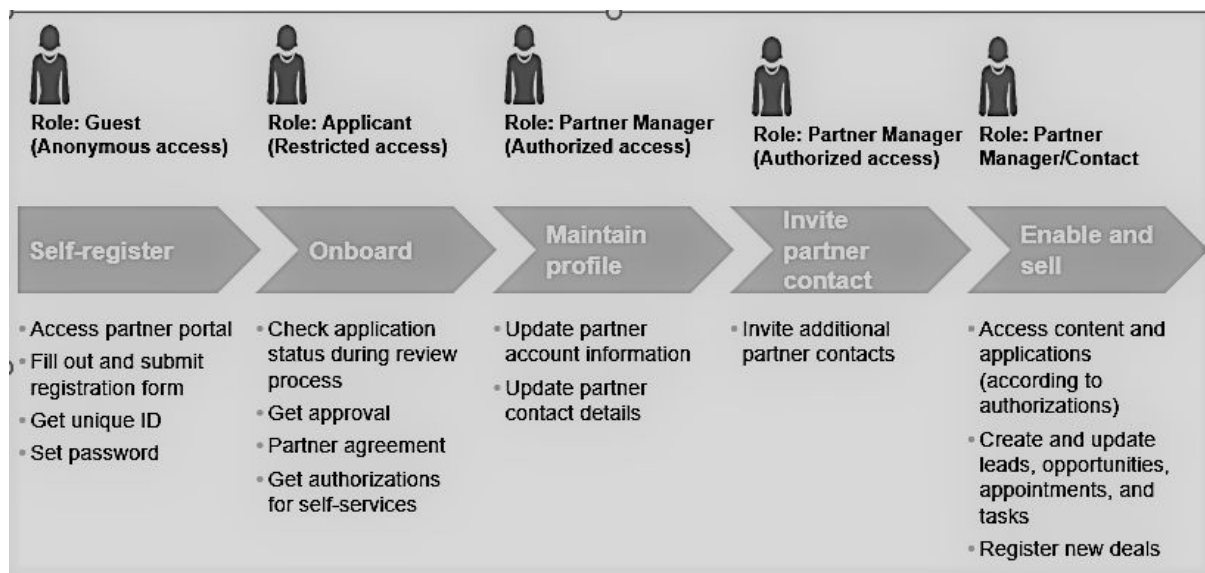 Role: Guest
(Anonymous access)
Role: Applicant
(Restricted access)
Role: Partner Manager
(Authorized access)
Role: Partner Manager
(Authorized access)
Role: Partner
Manager/Contact
Self-register
Onboard
Maintain
profile
Invite
partner
contact
Enable and
sell
Access partner portal
Fill out and submit
registration form
Get unique ID
Set password
Check application
status during review
process
Get approval
Partner agreement
Get authorizations
for self-services
Update partner
account information
Update partner
contact details
Invite additional
partner contacts
Access content and
applications
(according to
authorizations)
Create and update
leads, opportunities,
appointments, and
tasks
Register new deals